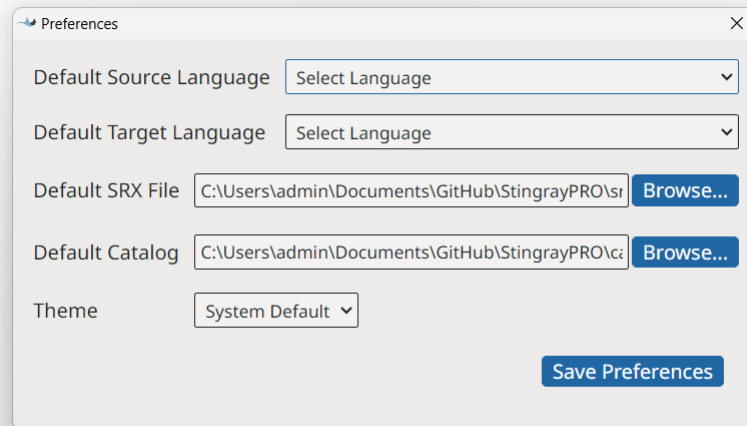 Preferences
Default Source Language Select Language
Default Target Language Select Language
Default SRX File C:\Users\admin\Documents\GitHub\StingrayPRO\sr Browse...
Default Catalog C:\Users\admin\Documents\GitHub\StingrayPRO\ca Browse...
Theme System Default
Save Preferences